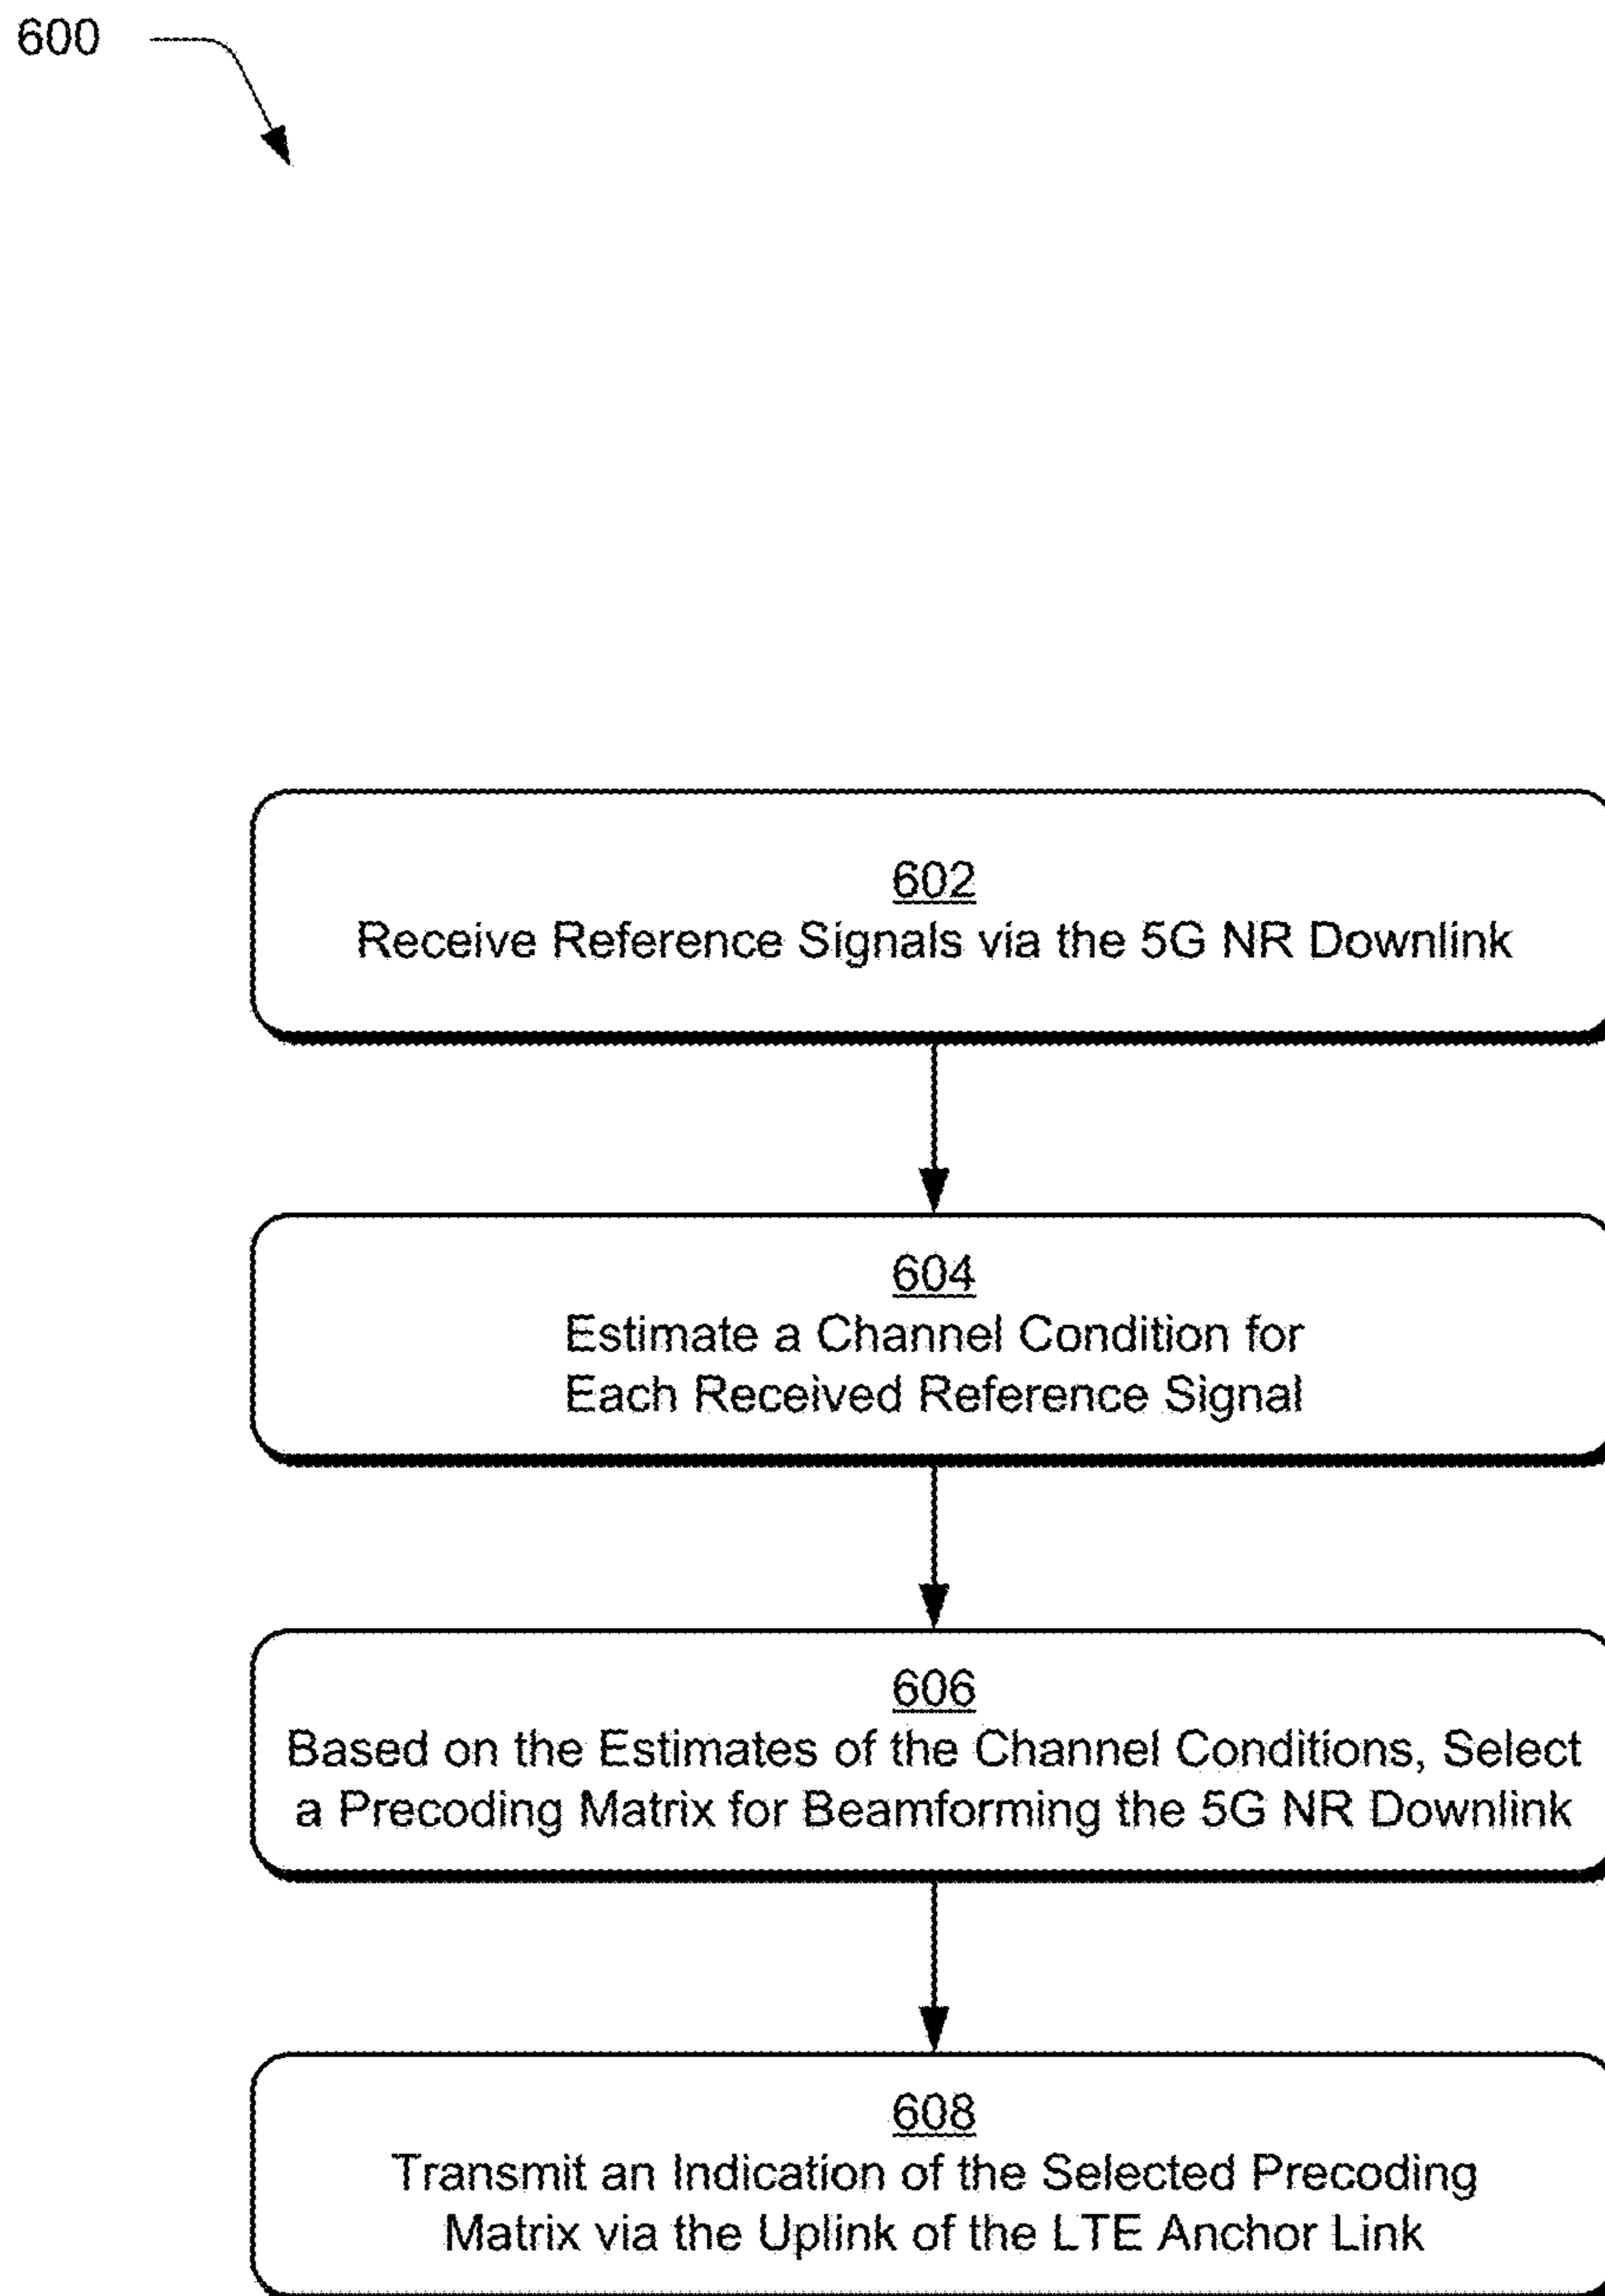 600
602
Receive Reference Signals via the 5G NR Downlink
604
Estimate a Channel Condition for
Each Received Reference Signal
606
Based on the Estimates of the Channel Conditions, Select
a Precoding Matrix for Beamforming the 5G NR Downlink
608
Transmit an Indication of the Selected Precoding
Matrix via the Uplink of the LTE Anchor Link